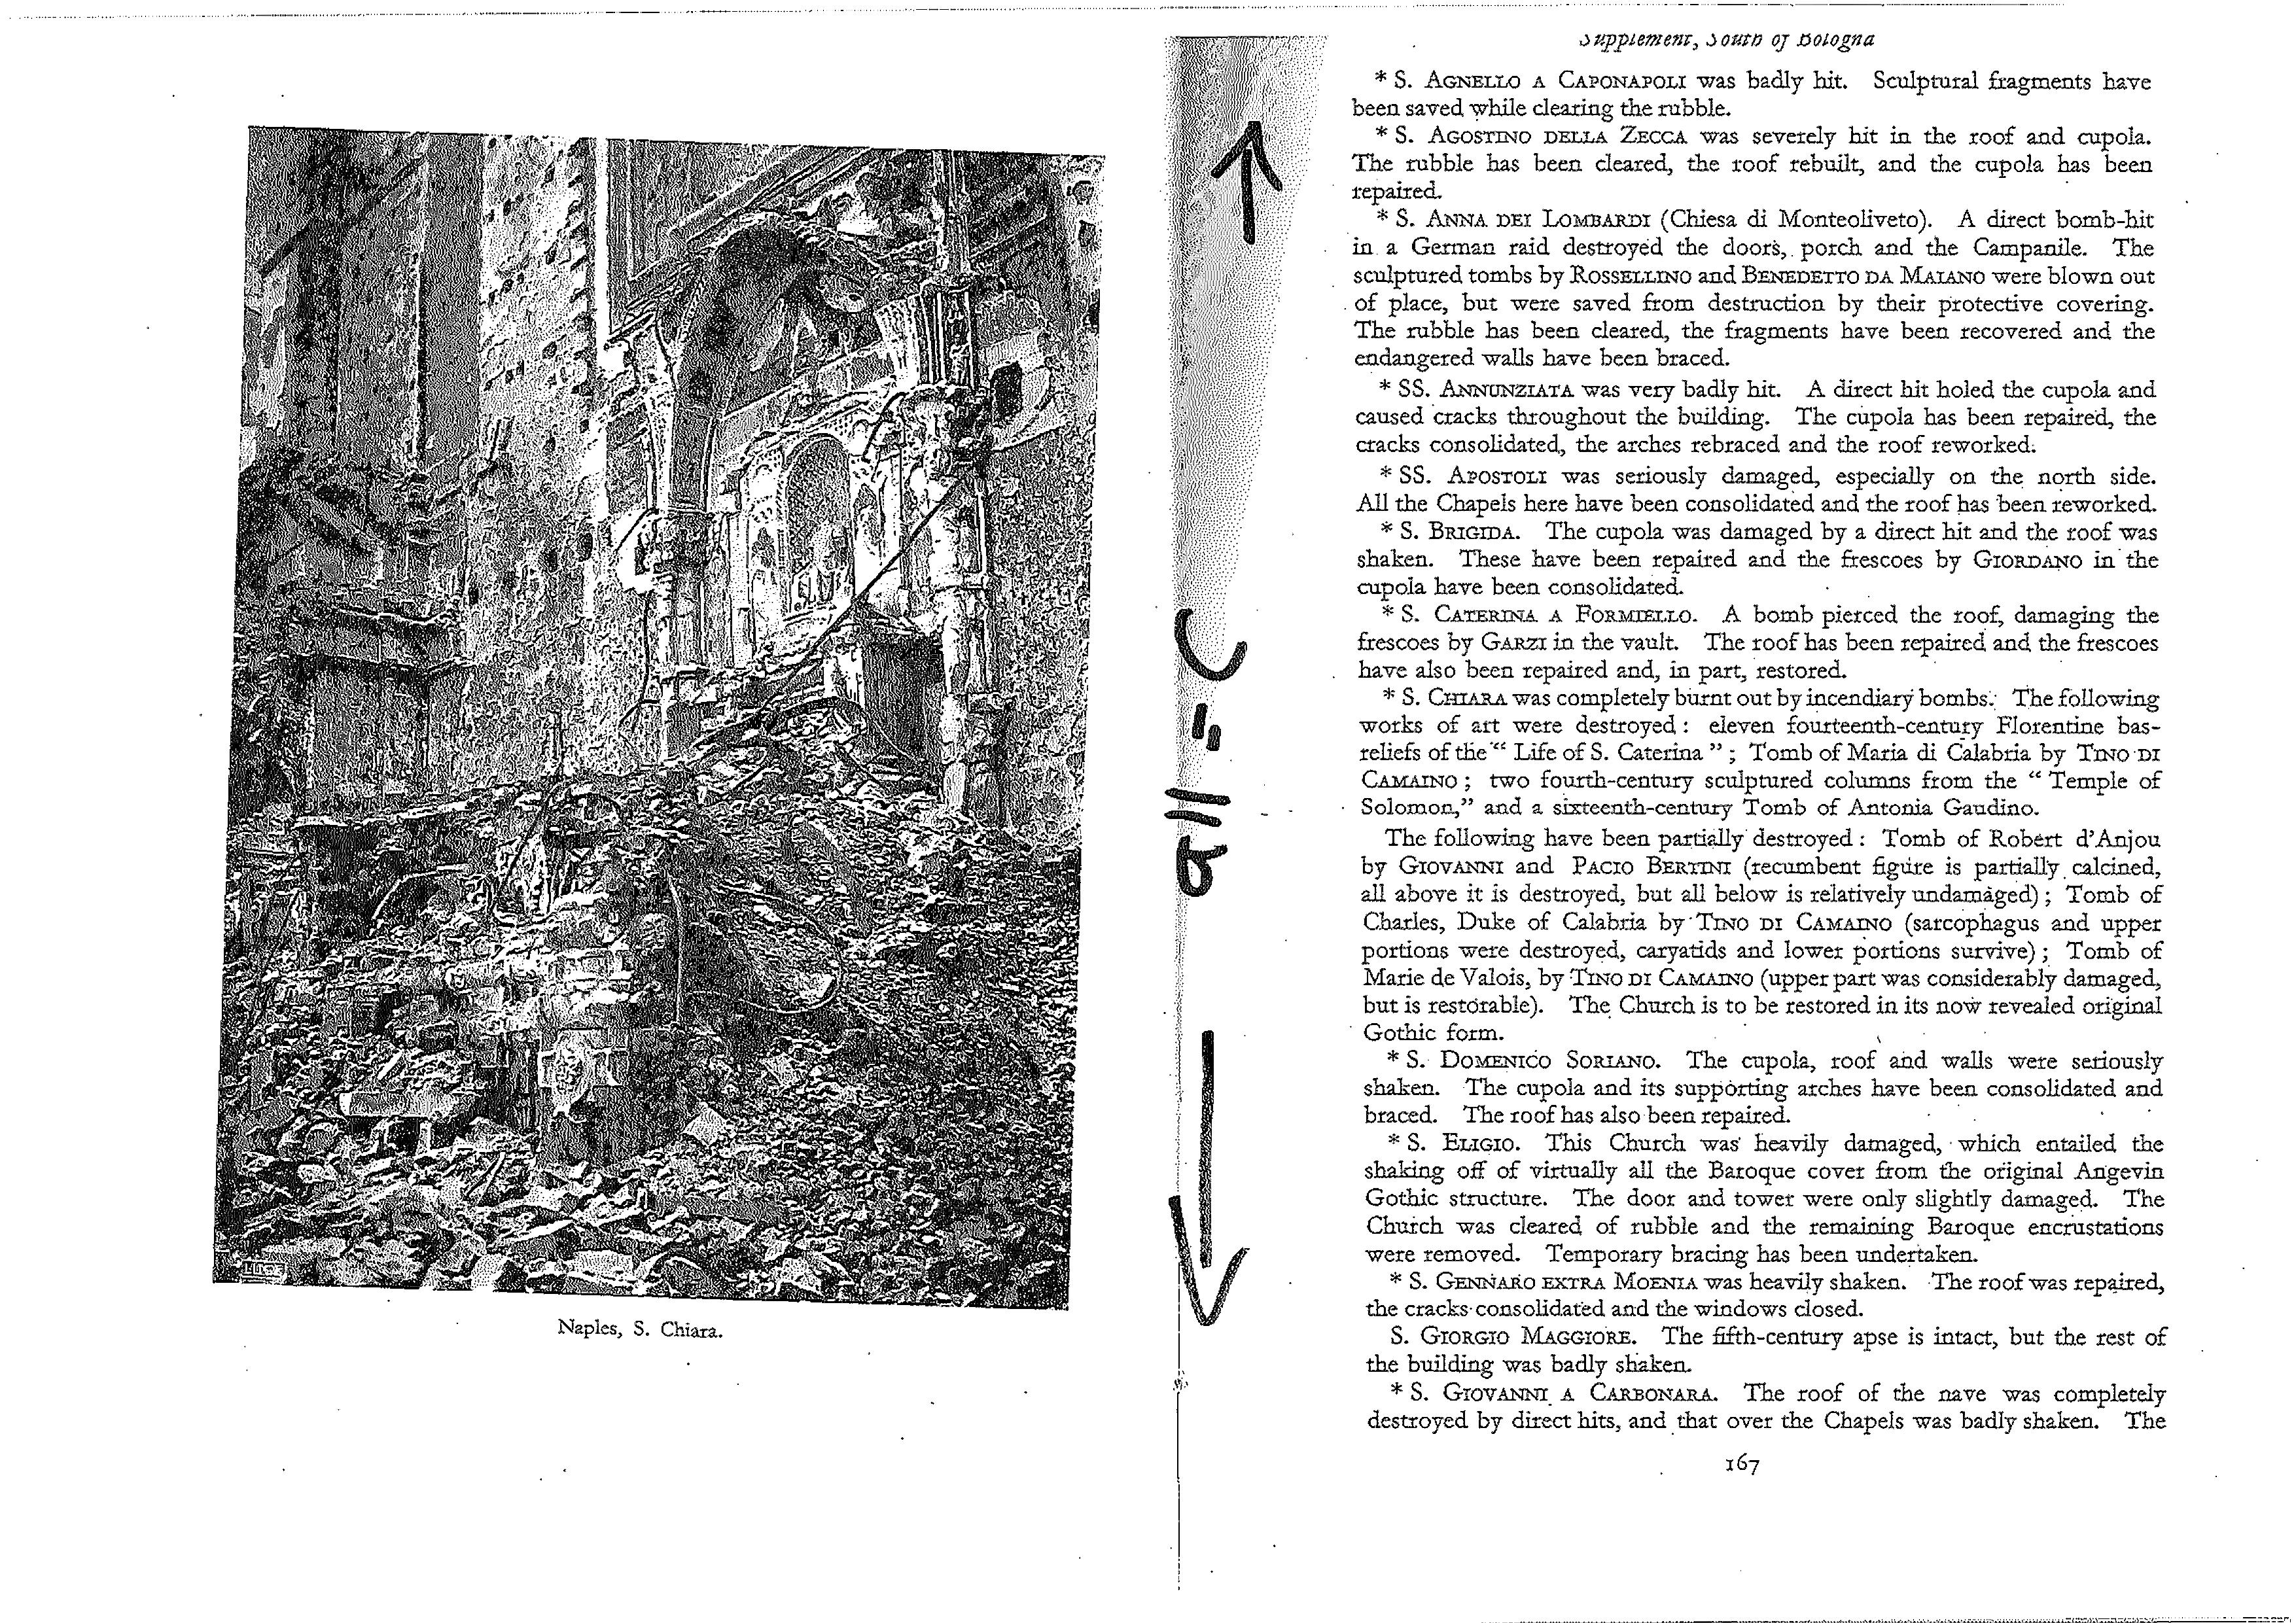 Naples, S. Chiara.
Supplement, South of Bologna
* S. AGNELLO A CAPONAPOLI was badly hit. Sculptural fragments have
been saved while clearing the rubble.
* S. AGOSTINO DELLA ZECCA was severely hit in the roof and cupola.
The rubble has been cleared, the roof rebuilt, and the cupola has been
repaired.
* S. ANNA DEI LOMBARDI (Chiesa di Monteoliveto). A direct bomb-hit
in a German raid destroyed the doors, porch and the Campanile. The
sculptured tombs by ROSSELLINO and BENEDETTO DA MAIANO were blown out
of place, but were saved from destruction by their protective covering.
The rubble has been cleared, the fragments have been recovered and the
endangered walls have been braced.
* SS. ANNUNZIATA was very badly hit. A direct hit holed the cupola and
caused cracks throughout the building. The cupola has been repaired, the
cracks consolidated, the arches rebraced and the roof reworked.
* SS. APOSTOLI was seriously damaged, especially on the north side.
All the Chapels here have been consolidated and the roof has been reworked.
* S. BRIGIDA. The cupola was damaged by a direct hit and the roof was
shaken. These have been repaired and the frescoes by GIORDANO in the
cupola have been consolidated.
* S. CATERINA A FORMIELLO. A bomb pierced the roof, damaging the
frescoes by GARZI in the vault. The roof has been repaired and the frescoes
have also been repaired and, in part, restored.
* S. CHIARA was completely burnt out by incendiary bombs. The following
works of art were destroyed : eleven fourteenth-century Florentine bas-
reliefs of the “ Life of S. Caterina ” ; Tomb of Maria di Calabria by TINO DI
CAMAINO ; two fourth-century sculptured columns from the “ Temple of
Solomon,” and a sixteenth-century Tomb of Antonia Gaudino.
The following have been partially destroyed : Tomb of Robert d’Anjou
by GIOVANNI and PACIO BERTINI (recumbent figure is partially calcined,
all above it is destroyed, but all below is relatively undamaged) ; Tomb of
Charles, Duke of Calabria by TINO DI CAMAINO (sarcophagus and upper
portions were destroyed, caryatids and lower portions survive) ; Tomb of
Marie de Valois, by TINO DI CAMAINO (upper part was considerably damaged,
but is restorable). The Church is to be restored in its now revealed original
Gothic form.
* S. DOMENICO SORIANO. The cupola, roof and walls were seriously
shaken. The cupola and its supporting arches have been consolidated and
braced. The roof has also been repaired.
* S. ELIGIO. This Church was heavily damaged, which entailed the
shaking off of virtually all the Baroque cover from the original Angevin
Gothic structure. The door and tower were only slightly damaged. The
Church was cleared of rubble and the remaining Baroque encrustations
were removed. Temporary bracing has been undertaken.
* S. GENNARO EXTRA MOENIA was heavily shaken. The roof was repaired,
the cracks consolidated and the windows closed.
S. GIORGIO MAGGIORE. The fifth-century apse is intact, but the rest of
the building was badly shaken.
* S. GIOVANNI A CARBONARA. The roof of the nave was completely
destroyed by direct hits, and that over the Chapels was badly shaken. The
167